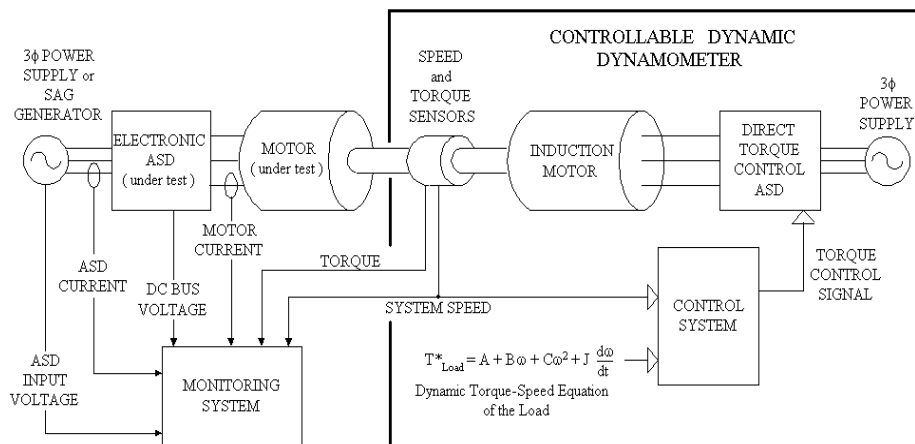 CONTROLLABLE DYNAMIC
DYNAMOMETER
3ϕ POWER
SUPPLY or
SAG
GENERATOR
ELECTRONIC
ASD
( under test )
MOTOR
( under test )
SPEED
and
TORQUE
SENSORS
INDUCTION
MOTOR
DIRECT
TORQUE
CONTROL
ASD
3ϕ
POWER
SUPPLY
MOTOR
CURRENT
ASD
CURRENT
DC BUS
VOLTAGE
TORQUE
SYSTEM SPEED
TORQUE
CONTROL
SIGNAL
CONTROL
SYSTEM
ASD
INPUT
VOLTAGE
MONITORING
SYSTEM
T*Load = A + Bω + Cω² + J dω/dt
Dynamic Torque-Speed Equation
of the Load